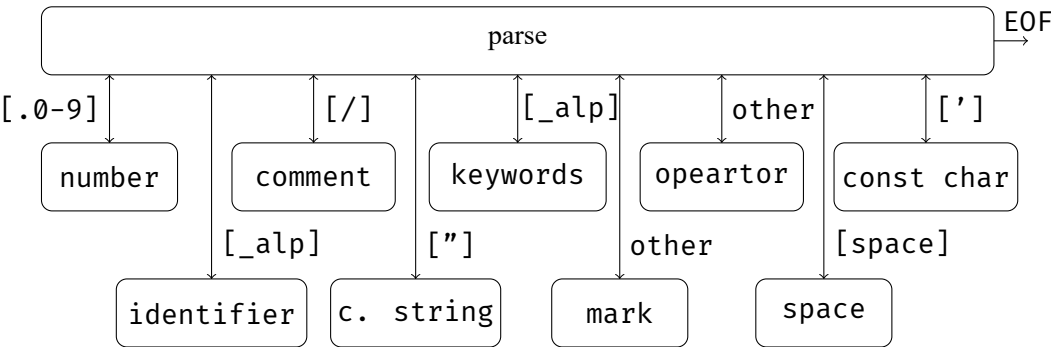 parse
EOF
[.0-9]
[/]
[_alp]
other
[']
number
comment
keywords
opeartor
const char
[_alp]
["]
other
[space]
identifier
c. string
mark
space